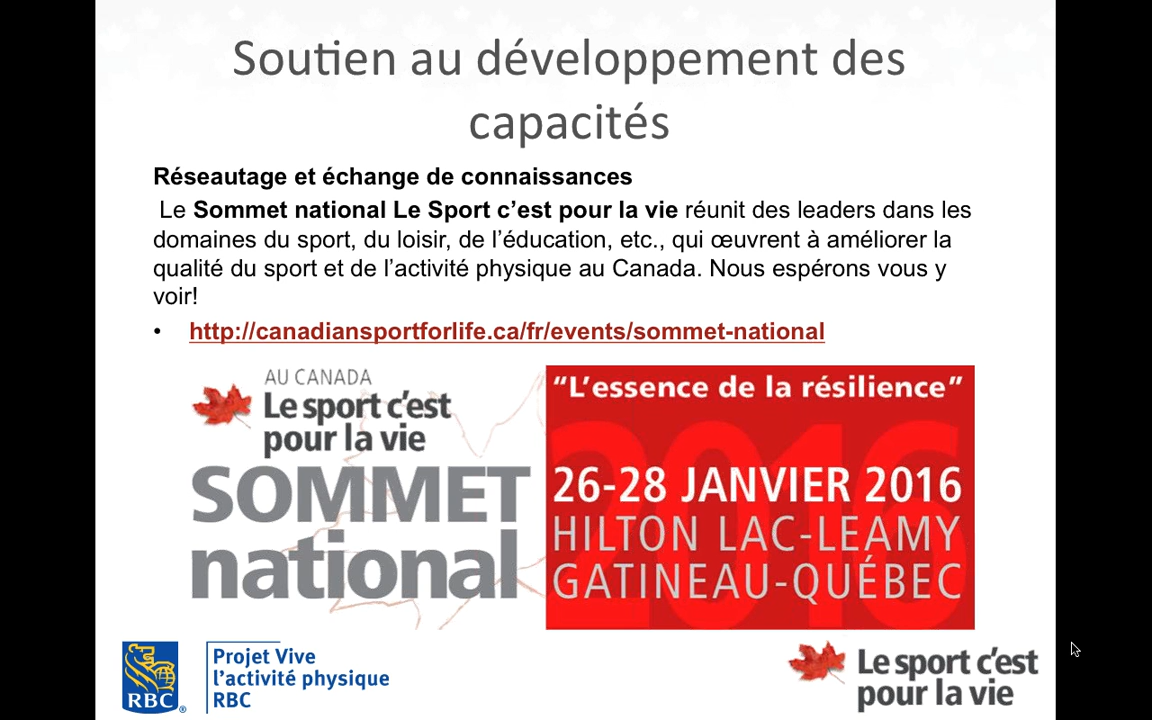 Soutien au développement des
capacités
Réseautage et échange de connaissances
Le Sommet national Le Sport c’est pour la vie réunit des leaders dans les
domaines du sport, du loisir, de l’éducation, etc., qui œuvrent à améliorer la
qualité du sport et de l’activité physique au Canada. Nous espérons vous y
voir!
• http://canadiansportforlife.ca/fr/events/sommet-national
AU CANADA
Le sport c’est
pour la vie
SOMMET
national
“L’essence de la résilience”
2016
26-28 JANVIER 2016
HILTON LAC-LEAMY
GATINEAU-QUÉBEC
RBC®
Projet Vive
l’activité physique
RBC
Le sport c’est
pour la vie